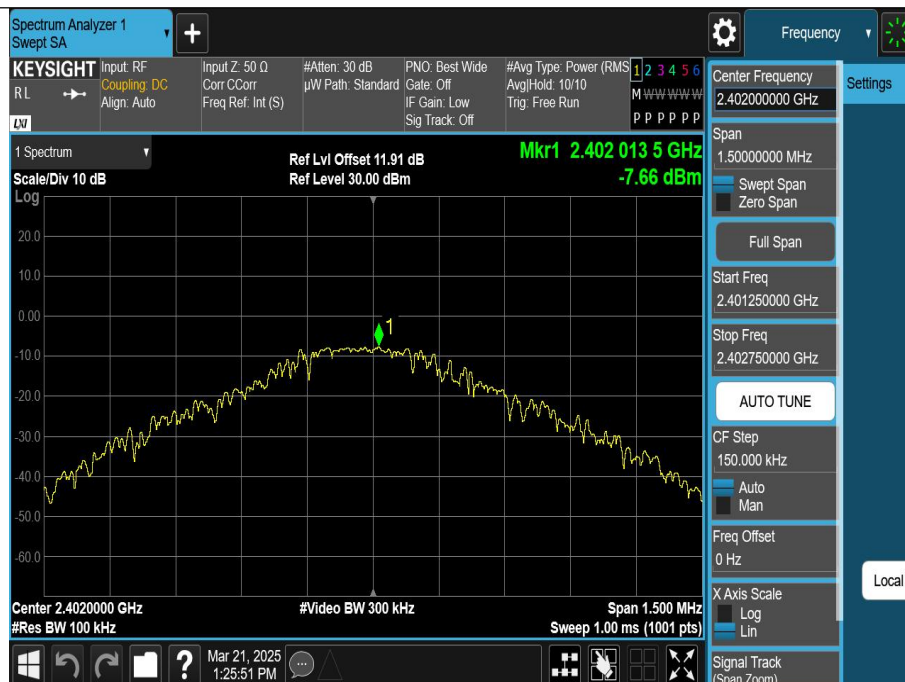 Spectrum Analyzer 1
Swept SA
+
Frequency
KEYSIGHT
RL
LXI
Input: RF
Coupling: DC
Align: Auto
Input Z: 50 Ω
Corr CCorr
Freq Ref: Int (S)
#Atten: 30 dB
µW Path: Standard
PNO: Best Wide
Gate: Off
IF Gain: Low
Sig Track: Off
#Avg Type: Power (RMS
Avg|Hold: 10/10
Trig: Free Run
1 2 3 4 5 6
M W W W W W
P P P P P P
1 Spectrum
Scale/Div 10 dB
Log
Ref Lvl Offset 11.91 dB
Ref Level 30.00 dBm
Mkr1 2.402 013 5 GHz
-7.66 dBm
20.0
10.0
0.00
-10.0
-20.0
-30.0
-40.0
-50.0
-60.0
1
Center 2.4020000 GHz
#Res BW 100 kHz
#Video BW 300 kHz
Span 1.500 MHz
Sweep 1.00 ms (1001 pts)
?
Mar 21, 2025
1:25:51 PM
Center Frequency
2.402000000 GHz
Span
1.50000000 MHz
Swept Span
Zero Span
Full Span
Start Freq
2.401250000 GHz
Stop Freq
2.402750000 GHz
AUTO TUNE
CF Step
150.000 kHz
Auto
Man
Freq Offset
0 Hz
X Axis Scale
Log
Lin
Signal Track
(Span Zoom)
Settings
Local